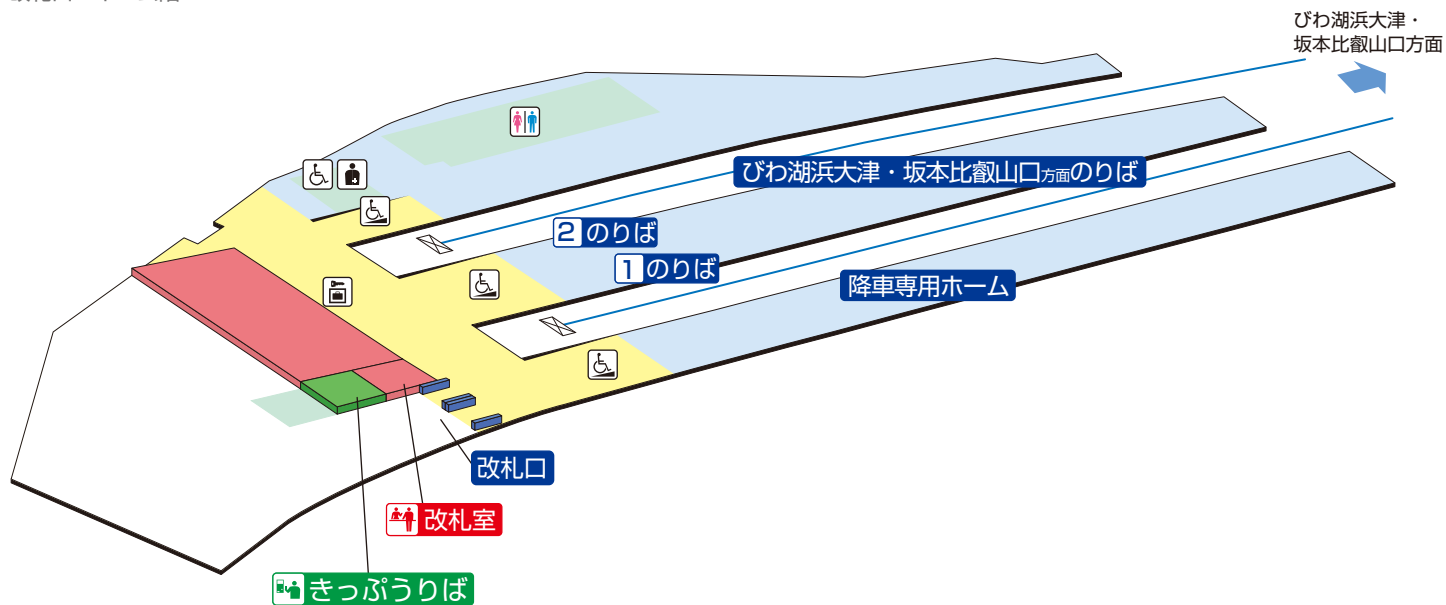 びわ湖浜大津・
坂本比叡山口方面
びわ湖浜大津・坂本比叡山口方面のりば
2 のりば
1 のりば
降車専用ホーム
改札口
改札室
きっぷうりば